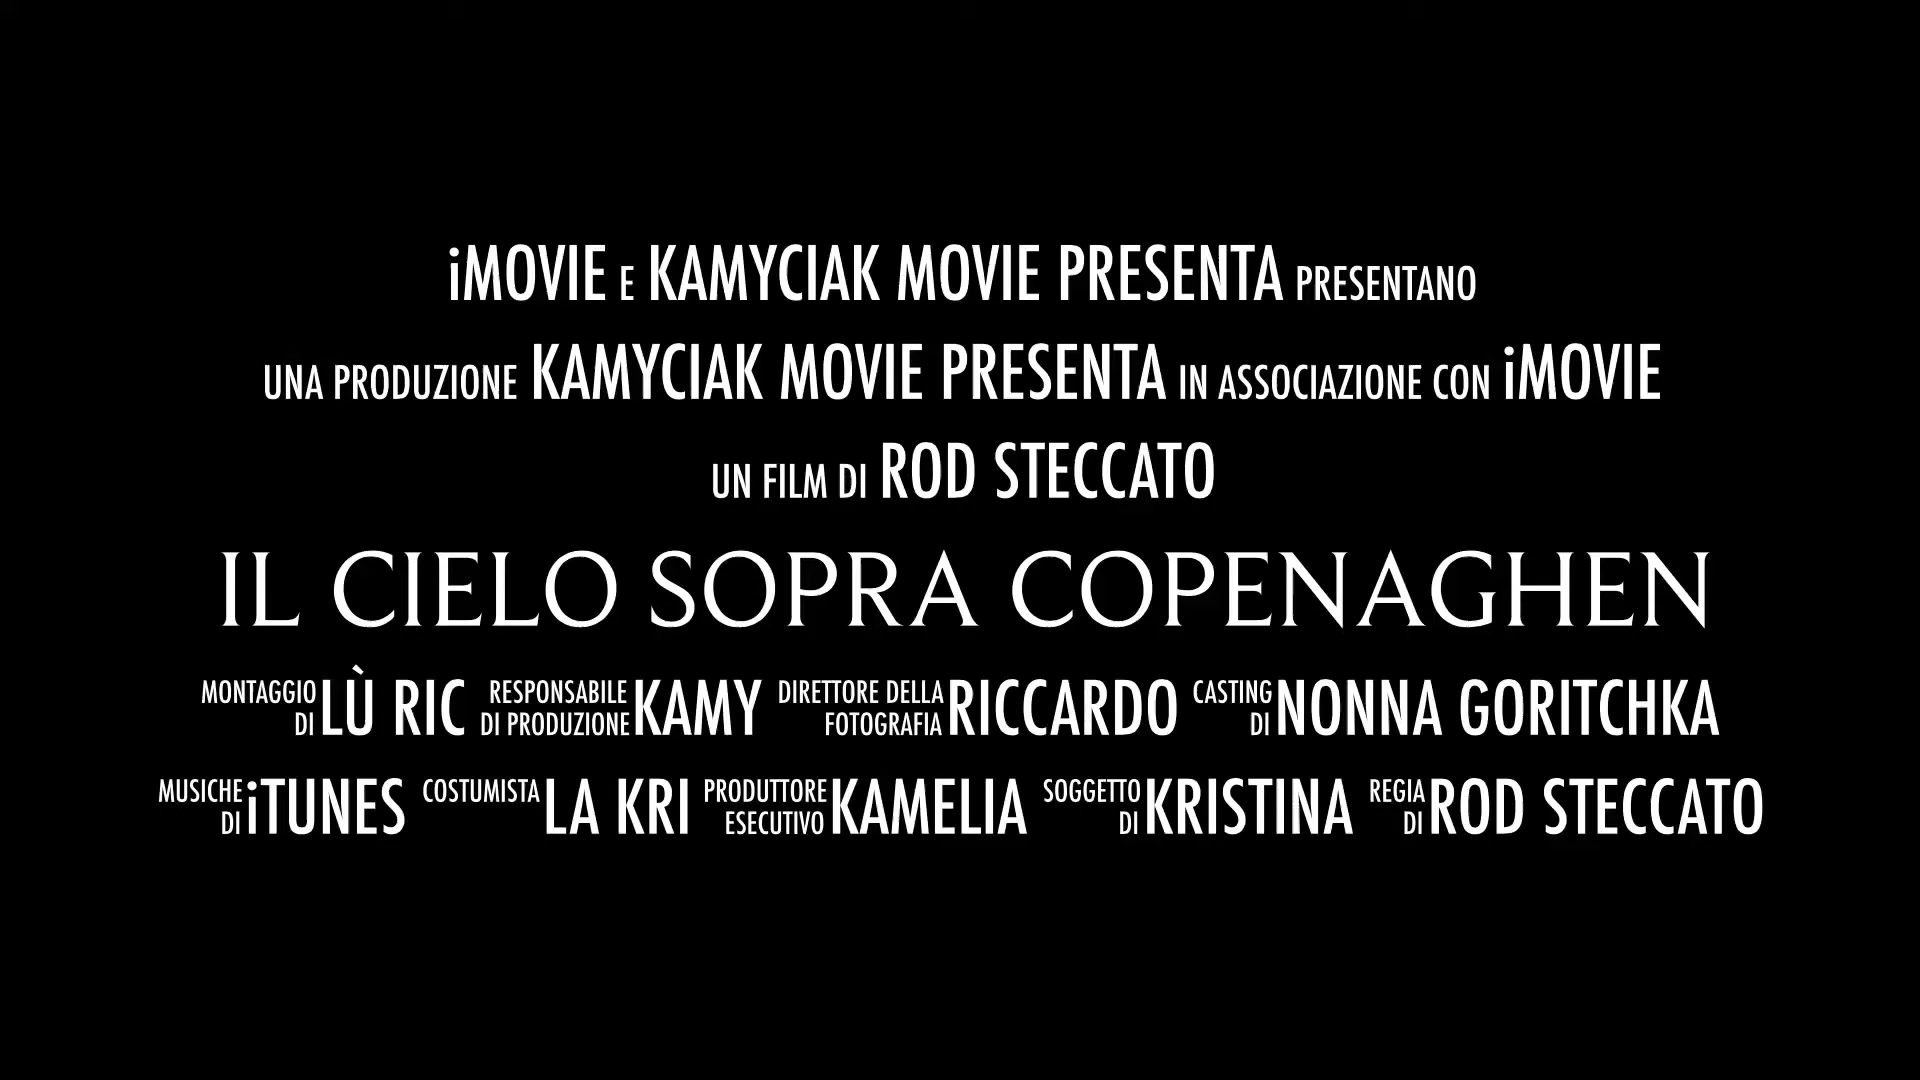 iMOVIE E KAMYCIAK MOVIE PRESENTA PRESENTANO
UNA PRODUZIONE KAMYCIAK MOVIE PRESENTA IN ASSOCIAZIONE CON iMOVIE
UN FILM DI ROD STECCATO
IL CIELO SOPRA COPENAGHEN
MONTAGGIO DI LÙ RIC RESPONSABILE DI PRODUZIONE KAMY DIRETTORE DELLA FOTOGRAFIA RICCARDO CASTING DI NONNA GORITCHKA
MUSICHE DI iTUNES COSTUMISTA LA KRI PRODUTTORE ESECUTIVO KAMELIA SOGGETTO DI KRISTINA REGIA DI ROD STECCATO